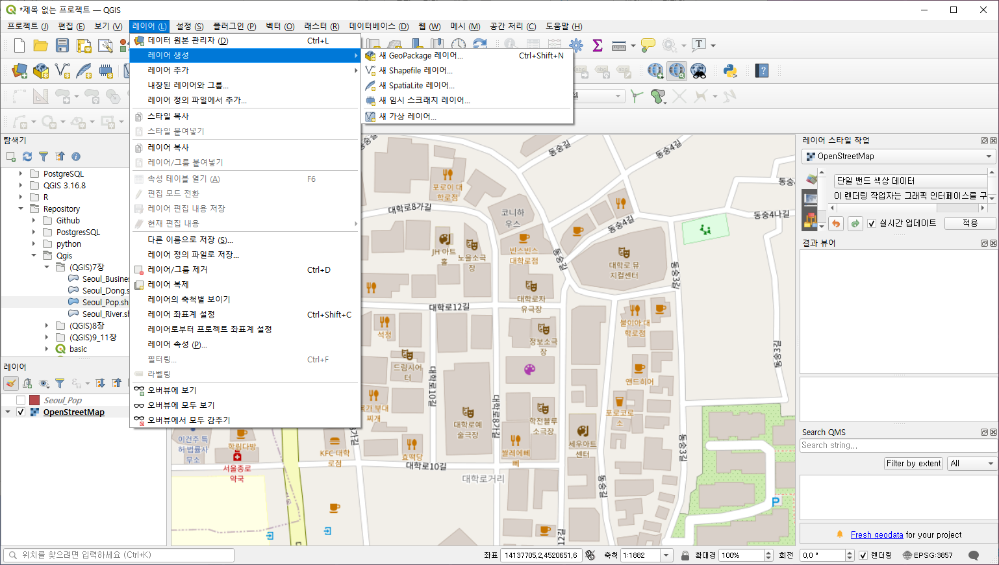 *제목 없는 프로젝트 — QGIS
프로젝트 (J) 편집 (E) 보기 (V) 레이어 (L) 설정 (S) 플러그인 (P) 벡터 (O) 래스터 (R) 데이터베이스 (D) 웹 (W) 메시 (M) 공간 처리 (C) 도움말 (H)
데이터 원본 관리자 (D) Ctrl+L
레이어 생성
레이어 추가
내장된 레이어와 그룹...
레이어 정의 파일에서 추가...
스타일 복사
스타일 붙여넣기
레이어 복사
레이어/그룹 붙여넣기
속성 테이블 열기 (A) F6
편집 모드 전환
레이어 편집 내용 저장
현재 편집 내용
다른 이름으로 저장 (S)...
레이어 정의 파일로 저장...
레이어/그룹 제거 Ctrl+D
레이어 복제
레이어의 축척별 보이기
레이어 좌표계 설정 Ctrl+Shift+C
레이어로부터 프로젝트 좌표계 설정
레이어 속성 (P)...
필터링... Ctrl+F
라벨링
오버뷰에 보기
오버뷰에 모두 보기
오버뷰에서 모두 감추기
새 GeoPackage 레이어... Ctrl+Shift+N
새 Shapefile 레이어...
새 SpatiaLite 레이어...
새 임시 스크래치 레이어...
새 가상 레이어...
탐색기
PostgreSQL
QGIS 3.16.8
R
Repository
Github
PostgresSQL
python
Qgis
(QGIS)7장
Seoul_Busines
Seoul_Dong.s
Seoul_Pop.sh
Seoul_River.sh
(QGIS)8장
(QGIS)9_11장
basic
레이어
Seoul_Pop
OpenStreetMap
동숭길
동숭4길
동숭
포로이 대
학로점
대학로8가길
코니하
우스
동숭4길
동숭4나길
JH 아트
홀
노을소극
장
빈스빈스
대학로점
동숭길
대학로 뮤
지컬센터
동숭3길
대학로자
유극장
대학로12길
석정
정보소극
장
불이아 대
학로점
동숭3길
드림시어
터
대학로10길
대학로8가길
앤드히어
북가 부대
찌개
대학로예
술극장
학전블루
소극장
포로코로
소
이건주 특
허·법률사
무소
학림다방
서울종로
약국
KFC 대학
로점
가길
효떡당
쌀레에빼
빼
세우아트
센터
동숭3길
대학로10길
대학로거리
동숭길
P
레이어 스타일 작업
OpenStreetMap
단일 밴드 색상 데이터
이 렌더링 작업자는 그래픽 인터페이스를 구
실시간 업데이트 적용
결과 뷰어
Search QMS
Search string...
Filter by extent All
Fresh geodata for your project
위치를 찾으려면 입력하세요 (Ctrl+K)
좌표 14137705,2,4520651,6 축척 1:1882 확대경 100% 회전 0,0 ° 렌더링 EPSG:3857